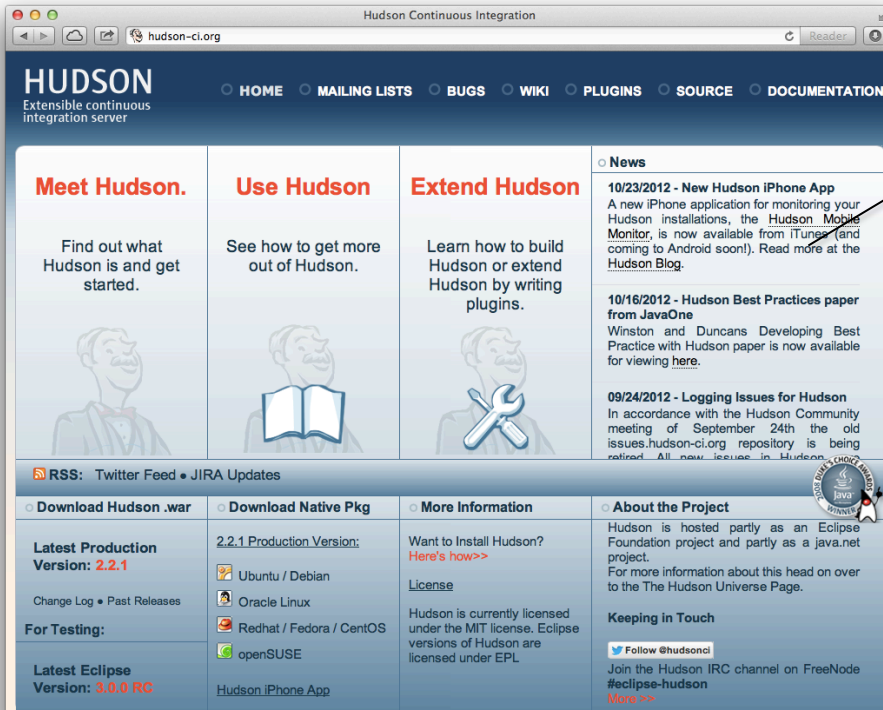 Hudson Continuous Integration
hudson-ci.org
Reader
HUDSON
Extensible continuous
integration server
HOME
MAILING LISTS
BUGS
WIKI
PLUGINS
SOURCE
DOCUMENTATION
Meet Hudson.
Find out what
Hudson is and get
started.
Use Hudson
See how to get more
out of Hudson.
Extend Hudson
Learn how to build
Hudson or extend
Hudson by writing
plugins.
News
10/23/2012 - New Hudson iPhone App
A new iPhone application for monitoring your
Hudson installations, the Hudson Mobile
Monitor, is now available from iTunes (and
coming to Android soon!). Read more at the
Hudson Blog.
10/16/2012 - Hudson Best Practices paper
from JavaOne
Winston and Duncans Developing Best
Practice with Hudson paper is now available
for viewing here.
09/24/2012 - Logging Issues for Hudson
In accordance with the Hudson Community
meeting of September 24th the old
issues.hudson-ci.org repository is being
retired. All new issues in Hudson
RSS: Twitter Feed • JIRA Updates
2008 DUKE'S CHOICE AWARDS
Java
WINNER
Download Hudson .war
Latest Production
Version: 2.2.1
Change Log • Past Releases
For Testing:
Latest Eclipse
Version: 3.0.0 RC
Download Native Pkg
2.2.1 Production Version:
Ubuntu / Debian
Oracle Linux
Redhat / Fedora / CentOS
openSUSE
Hudson iPhone App
More Information
Want to Install Hudson?
Here's how>>
License
Hudson is currently licensed
under the MIT license. Eclipse
versions of Hudson are
licensed under EPL
About the Project
Hudson is hosted partly as an Eclipse
Foundation project and partly as a java.net
project.
For more information about this head on over
to the The Hudson Universe Page.
Keeping in Touch
Follow @hudsonci
Join the Hudson IRC channel on FreeNode
#eclipse-hudson
More >>